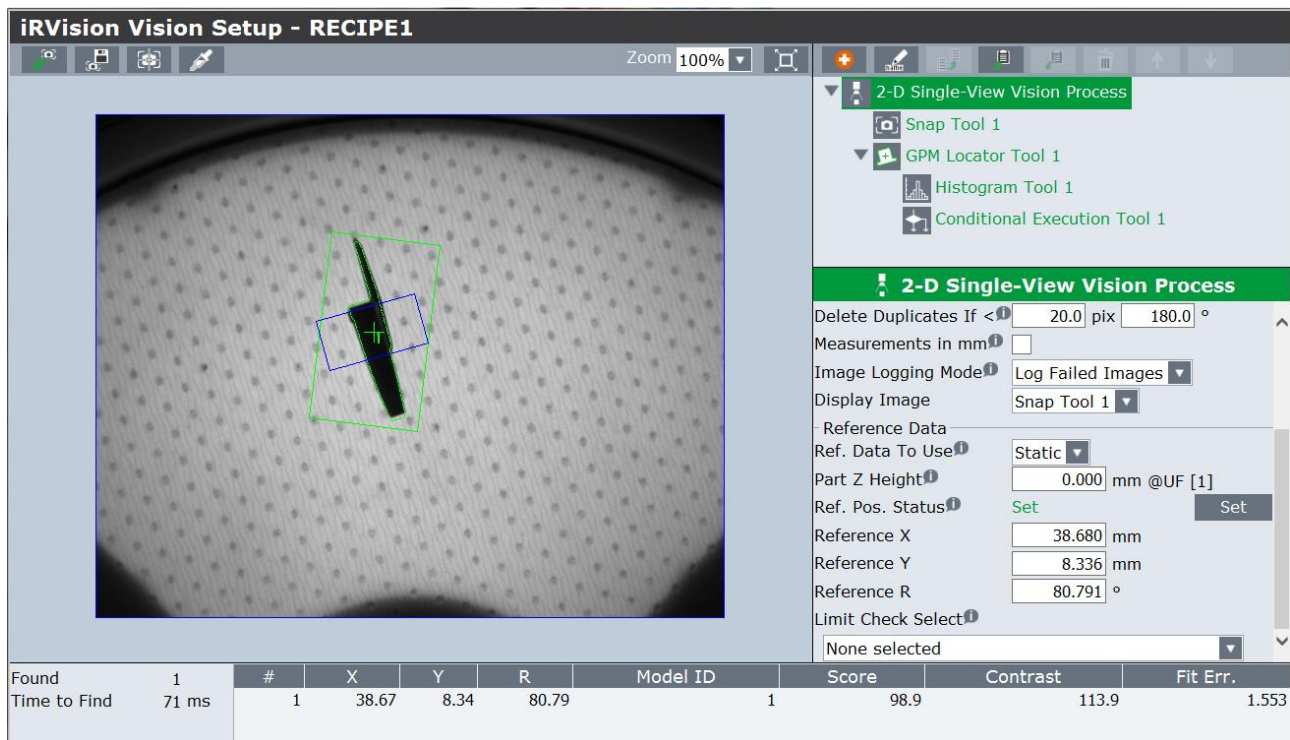 iRVision Vision Setup - RECIPE1
Zoom 100%
2-D Single-View Vision Process
Snap Tool 1
GPM Locator Tool 1
Histogram Tool 1
Conditional Execution Tool 1
2-D Single-View Vision Process
Delete Duplicates If < 20.0 pix 180.0 °
Measurements in mm
Image Logging Mode Log Failed Images
Display Image Snap Tool 1
Reference Data
Ref. Data To Use Static
Part Z Height 0.000 mm @UF [1]
Ref. Pos. Status Set Set
Reference X 38.680 mm
Reference Y 8.336 mm
Reference R 80.791 °
Limit Check Select
None selected
Found 1
Time to Find 71 ms
# X Y R Model ID Score Contrast Fit Err.
1 38.67 8.34 80.79 1 98.9 113.9 1.553